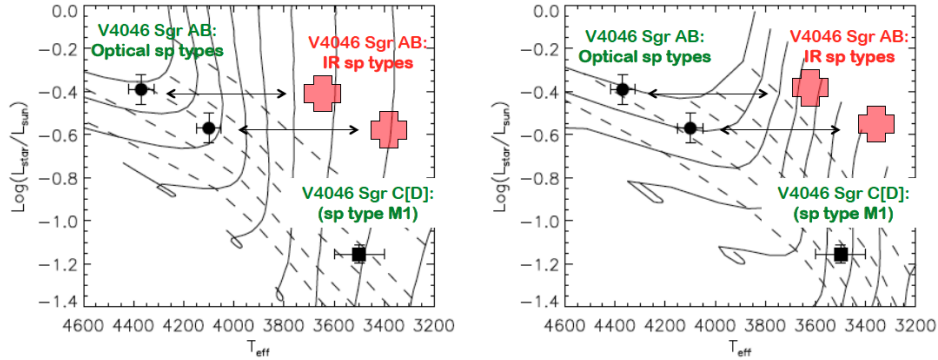 V4046 Sgr AB:
Optical sp types
V4046 Sgr AB:
IR sp types
V4046 Sgr C[D]:
(sp type M1)
Log(L_star/L_sun)
0.0
−0.2
−0.4
−0.6
−0.8
−1.0
−1.2
−1.4
4600 4400 4200 4000 3800 3600 3400 3200
T_eff
V4046 Sgr AB:
Optical sp types
V4046 Sgr AB:
IR sp types
V4046 Sgr C[D]:
(sp type M1)
Log(L_star/L_sun)
0.0
−0.2
−0.4
−0.6
−0.8
−1.0
−1.2
−1.4
4600 4400 4200 4000 3800 3600 3400 3200
T_eff